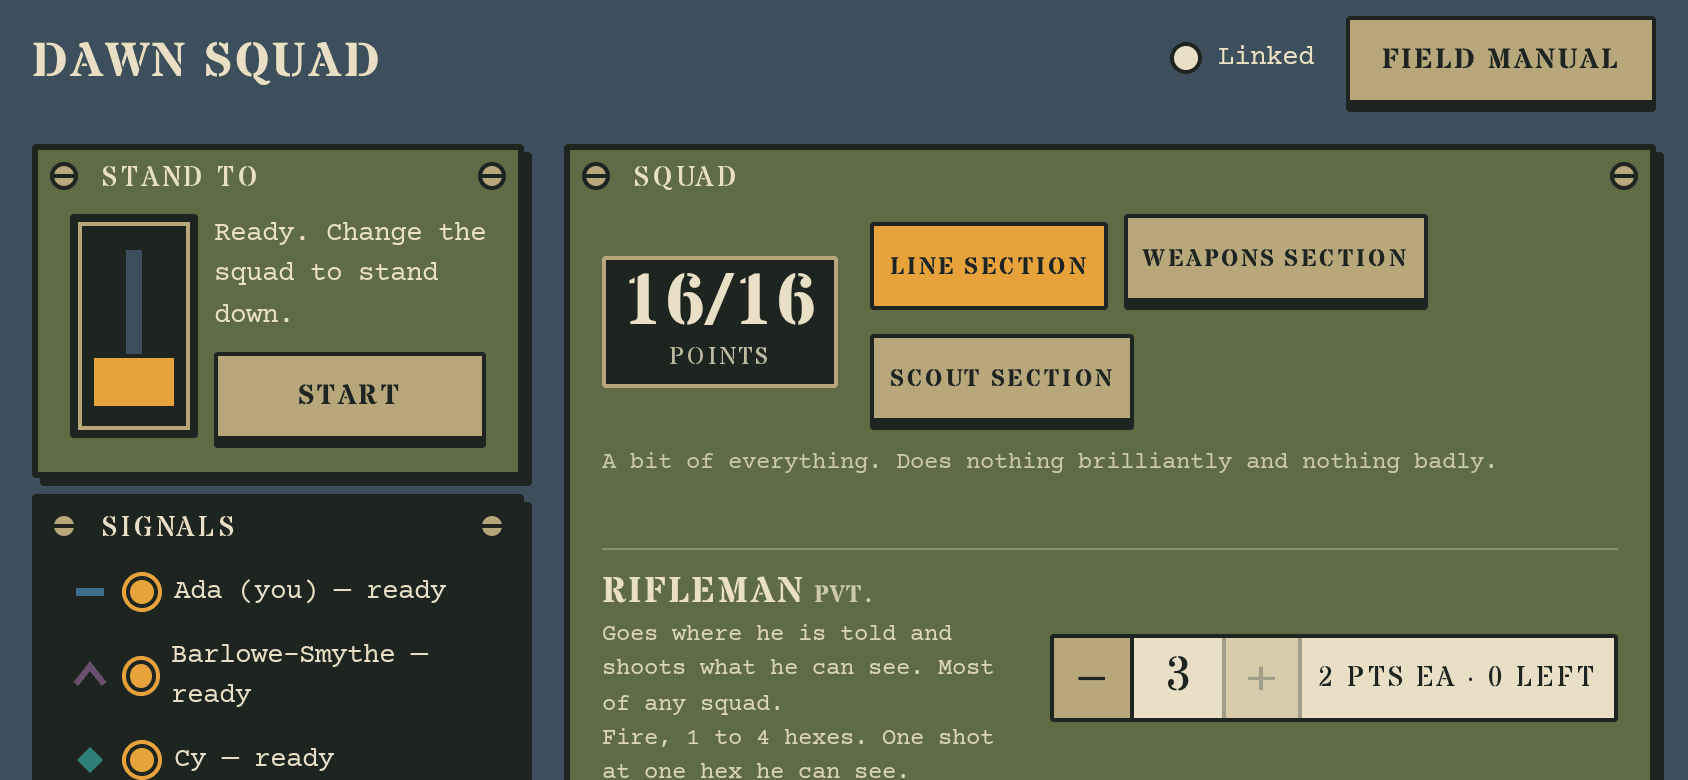 DAWN SQUAD
Linked
FIELD MANUAL
STAND TO
Ready. Change the
squad to stand
down.
START
SIGNALS
Ada (you) — ready
Barlowe-Smythe —
ready
Cy — ready
SQUAD
16/16
POINTS
LINE SECTION
WEAPONS SECTION
SCOUT SECTION
A bit of everything. Does nothing brilliantly and nothing badly.
RIFLEMAN PVT.
Goes where he is told and
shoots what he can see. Most
of any squad.
Fire, 1 to 4 hexes. One shot
at one hex he can see.
− 3 + 2 PTS EA · 0 LEFT